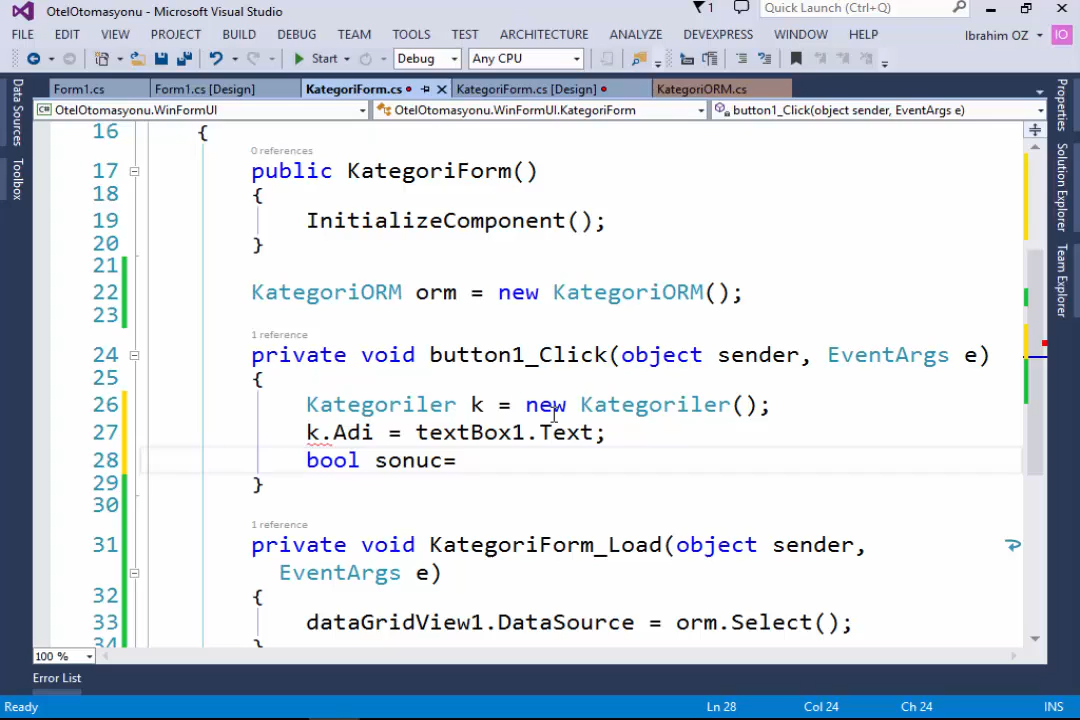 OtelOtomasyonu - Microsoft Visual Studio
1
Quick Launch (Ctrl+Q)
FILE EDIT VIEW PROJECT BUILD DEBUG TEAM TOOLS TEST ARCHITECTURE ANALYZE DEVEXPRESS WINDOW HELP
Ibrahim OZ
IO
Start
Debug
Any CPU
Data Sources
Toolbox
Form1.cs
Form1.cs [Design]
KategoriForm.cs
KategoriForm.cs [Design]
KategoriORM.cs
OtelOtomasyonu.WinFormUI
OtelOtomasyonu.WinFormUI.KategoriForm
button1_Click(object sender, EventArgs e)
16 {
0 references
17 public KategoriForm()
18 {
19 InitializeComponent();
20 }
21
22 KategoriORM orm = new KategoriORM();
23
1 reference
24 private void button1_Click(object sender, EventArgs e)
25 {
26 Kategoriler k = new Kategoriler();
27 k.Adi = textBox1.Text;
28 bool sonuc=
29 }
30
1 reference
31 private void KategoriForm_Load(object sender,
EventArgs e)
32 {
33 dataGridView1.DataSource = orm.Select();
34 }
Properties
Solution Explorer
Team Explorer
100 %
Error List
Ready
Ln 28
Col 24
Ch 24
INS